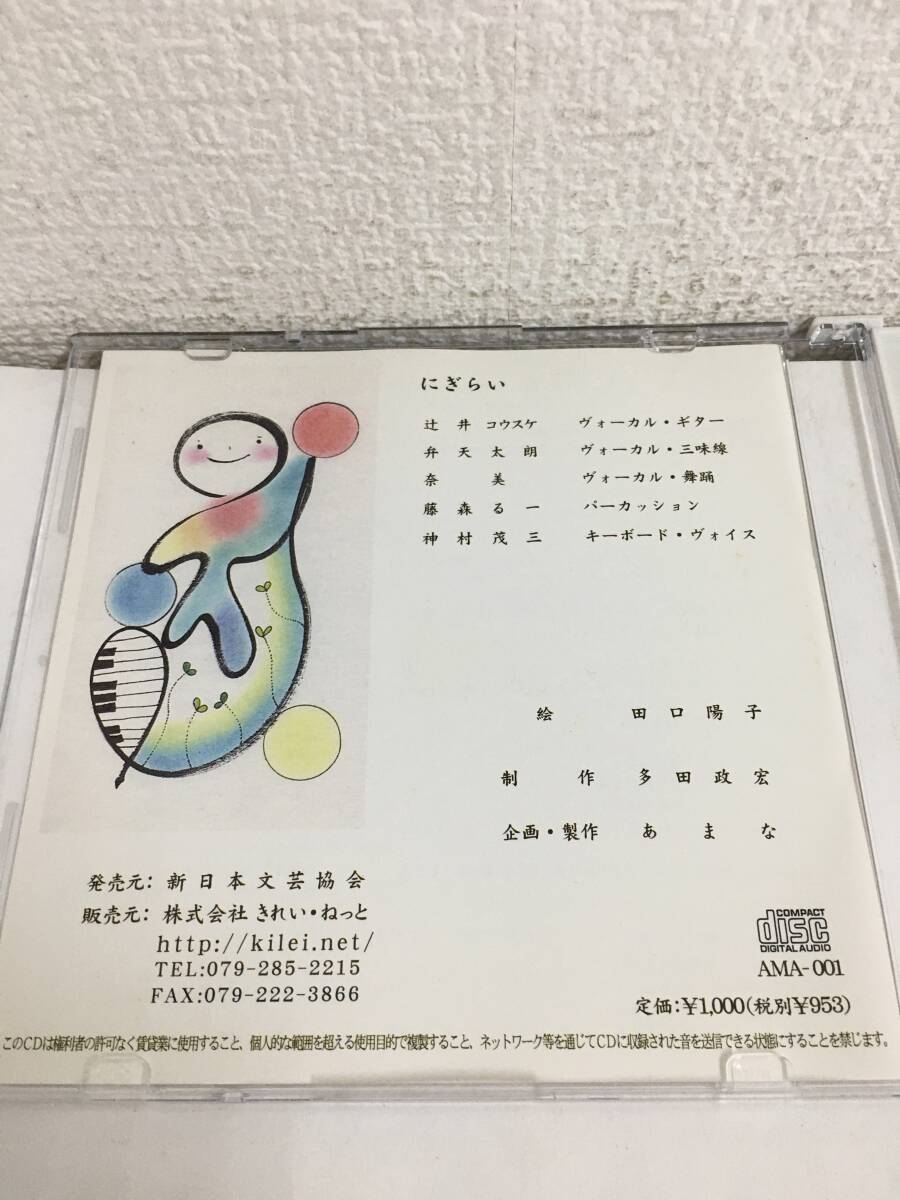 にぎらい
辻井コウスケ ヴォーカル・ギター
弁天太朗 ヴォーカル・三味線
奈美 ヴォーカル・舞踊
藤森る一 パーカッション
神村茂三 キーボード・ヴォイス
絵 田口陽子
制作 多田政宏
企画・製作 あまな
発売元: 新日本文芸協会
販売元: 株式会社きれい・ねっと
http://kilei.net/
TEL:079-285-2215
FAX:079-222-3866
COMPACT
disc
DIGITAL AUDIO
AMA-001
定価:¥1,000(税別¥953)
このCDは権利者の許可なく賃貸業に使用すること、個人的な範囲を超える使用目的で複製すること、ネットワーク等を通じてCDに収録された音を送信できる状態にすることを禁じます。